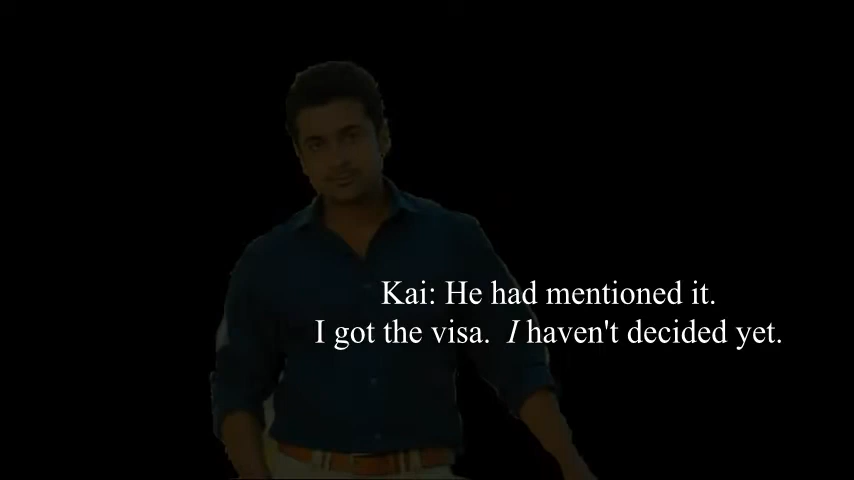 Kai: He had mentioned it.
I got the visa.  I haven't decided yet.